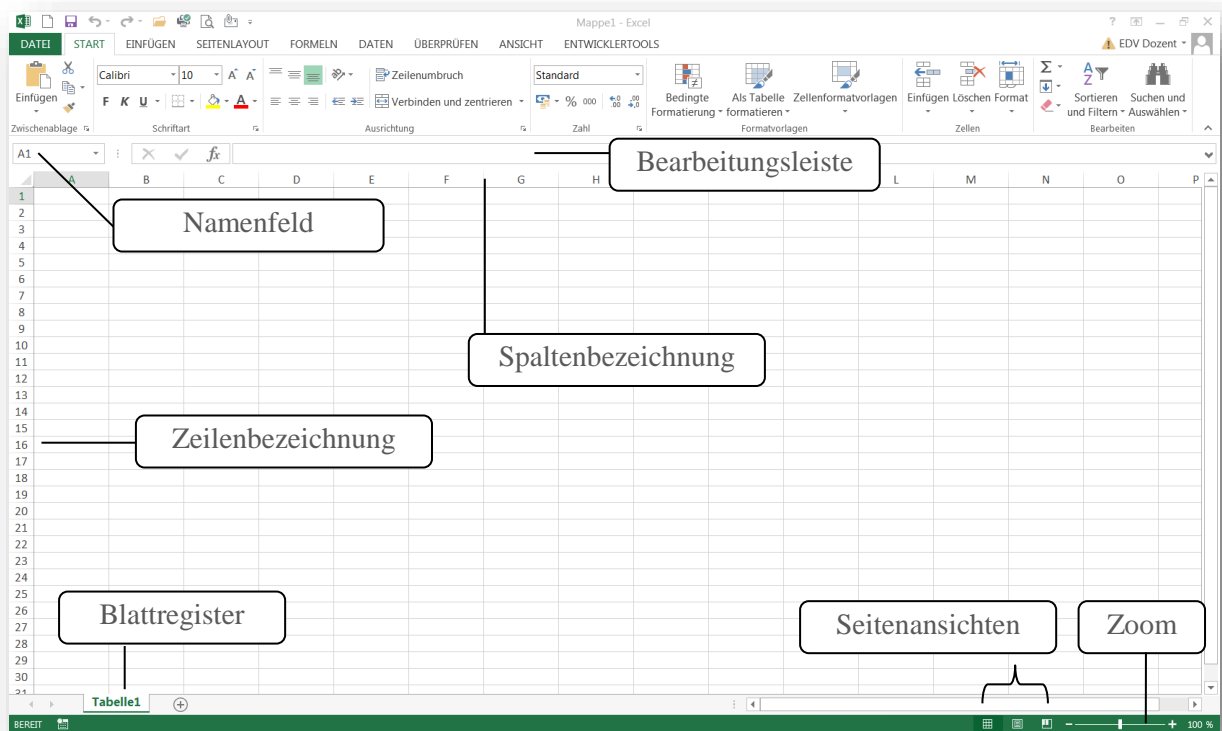 Mappe1 - Excel ?
DATEI START EINFÜGEN SEITENLAYOUT FORMELN DATEN ÜBERPRÜFEN ANSICHT ENTWICKLERTOOLS EDV Dozent
Calibri 10 A A Zeilenumbruch Standard
Einfügen F K U A Verbinden und zentrieren % 000 Bedingte Formatierung Als Tabelle formatieren Zellenformatvorlagen Einfügen Löschen Format Σ Sortieren und Filtern Suchen und Auswählen
Zwischenablage Schriftart Ausrichtung Zahl Formatvorlagen Zellen Bearbeiten
A1 fx Bearbeitungsleiste
A B C D E F G H L M N O P
1
2
Namenfeld
3
4
5
6
7
8
9
10
Spaltenbezeichnung
11
12
13
14
15
Zeilenbezeichnung
16
17
18
19
20
21
22
23
24
25
26
Blattregister Seitenansichten Zoom
27
28
29
30
31
Tabelle1
BEREIT 100 %